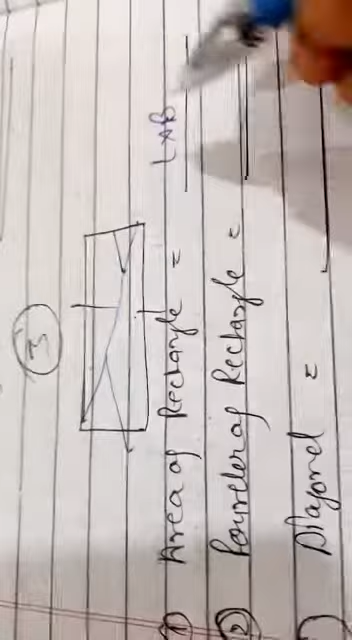 3
① Area of Rectangle = L×B
② Perimeter of Rectangle =
Diagonal =